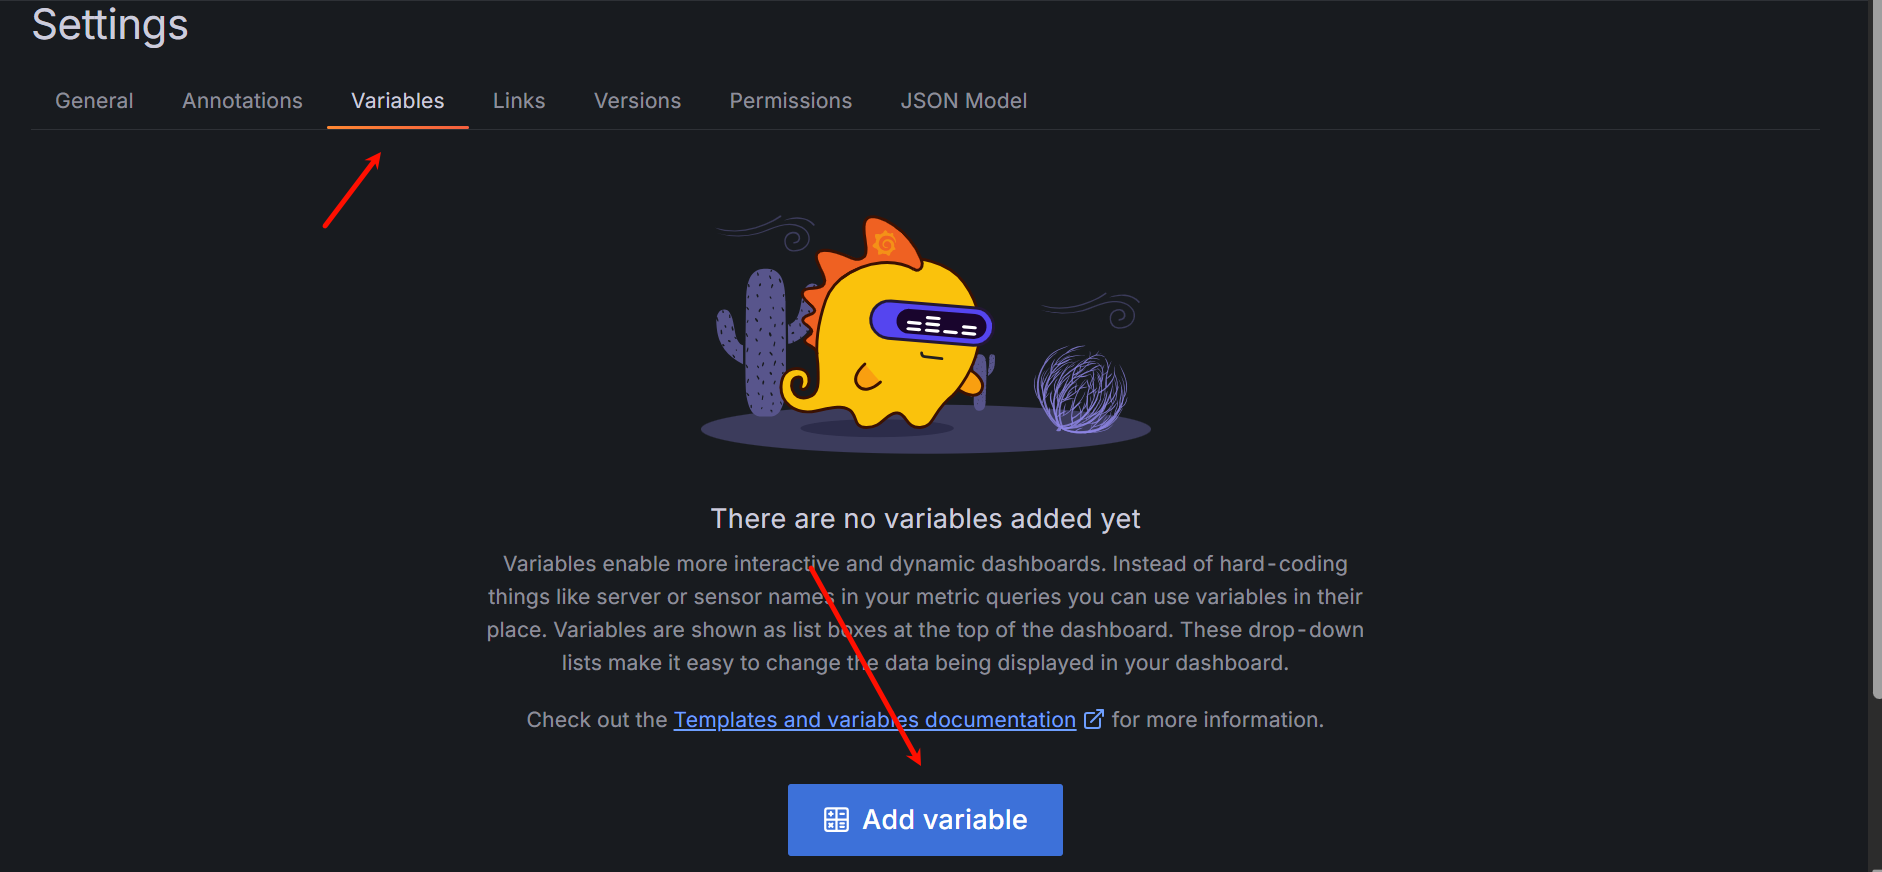 Settings
General Annotations Variables Links Versions Permissions JSON Model
There are no variables added yet
Variables enable more interactive and dynamic dashboards. Instead of hard-coding
things like server or sensor names in your metric queries you can use variables in their
place. Variables are shown as list boxes at the top of the dashboard. These drop-down
lists make it easy to change the data being displayed in your dashboard.
Check out the Templates and variables documentation for more information.
Add variable